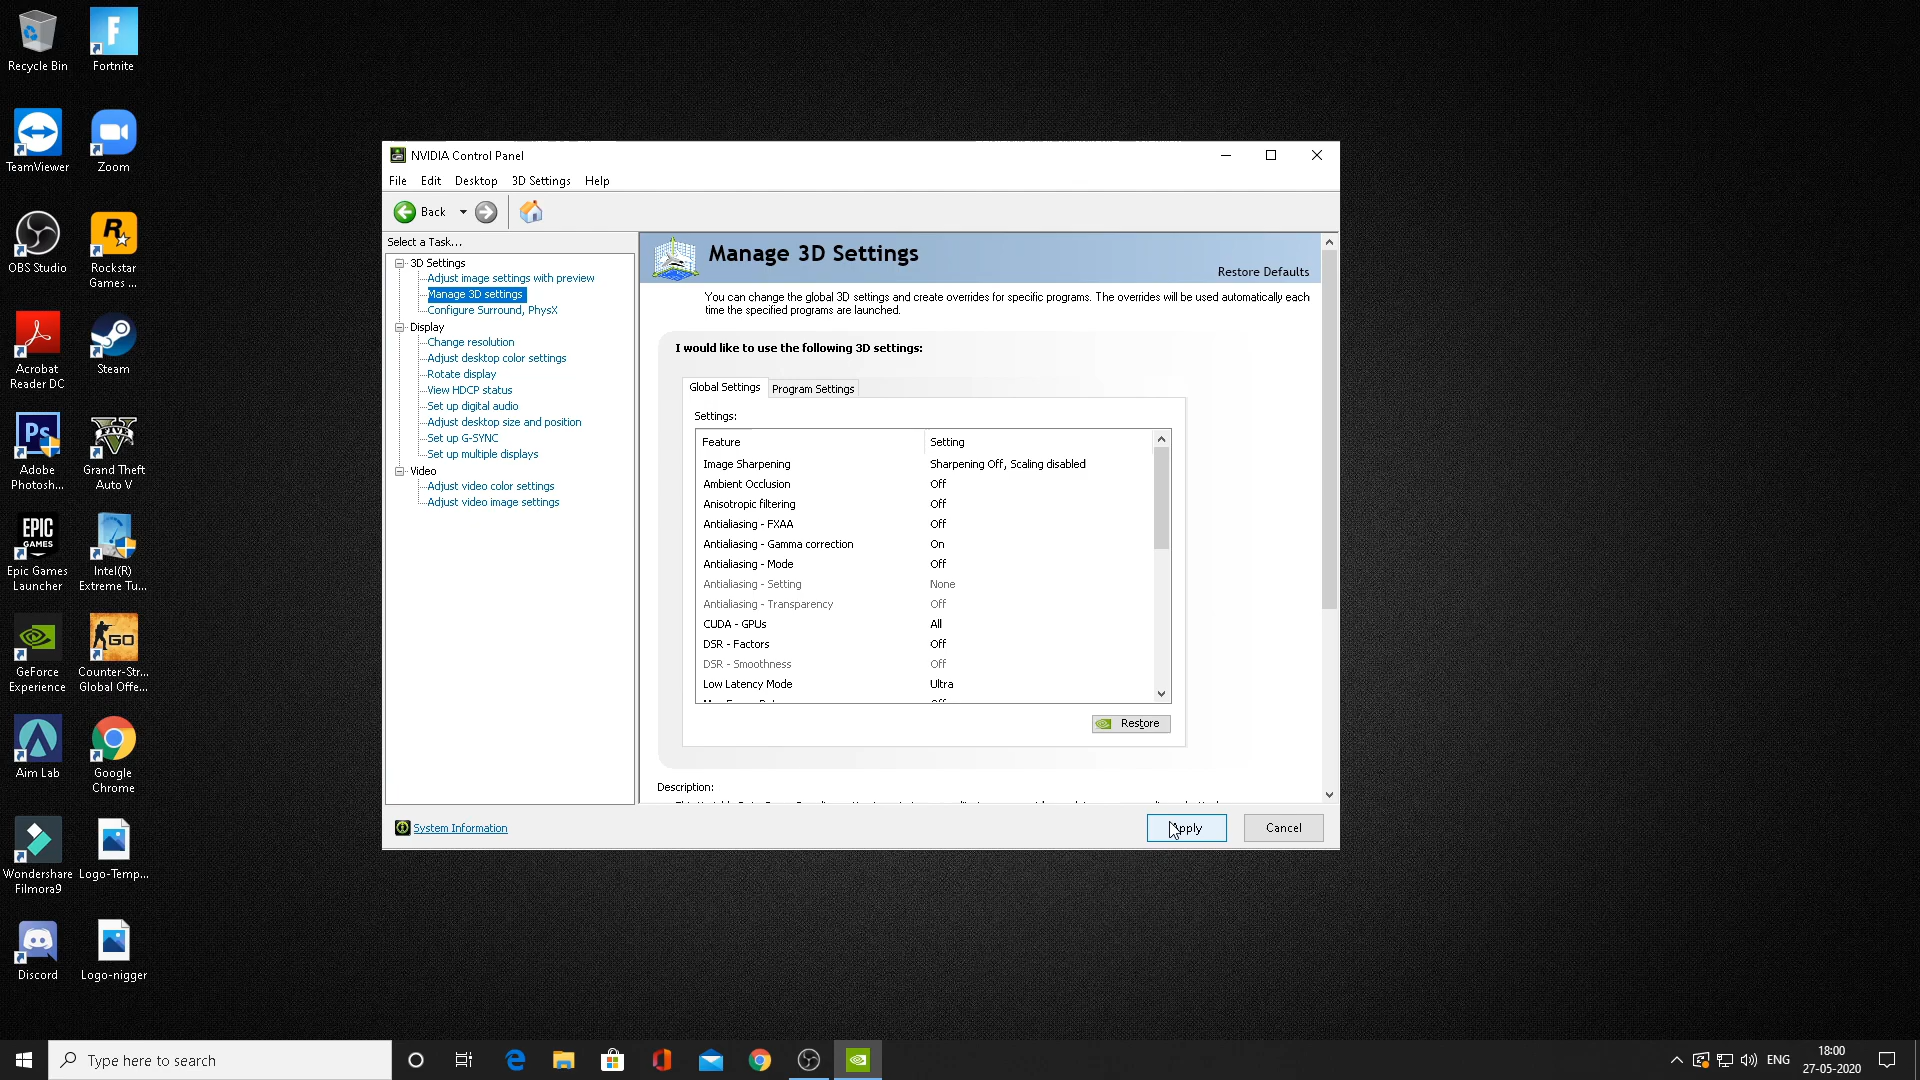 Recycle Bin
Fortnite
TeamViewer
Zoom
OBS Studio
Rockstar
Games ...
Acrobat
Reader DC
Steam
Adobe
Photosh...
Grand Theft
Auto V
Epic Games
Launcher
Intel(R)
Extreme Tu...
GeForce
Experience
Counter-Str...
Global Offe...
Aim Lab
Google
Chrome
Wondershare
Filmora9
Logo-Temp...
Discord
Logo-nigger
F
R
Ps
FIVE
EPIC
GAMES
GO
NVIDIA Control Panel
File Edit Desktop 3D Settings Help
Back
Select a Task...
3D Settings
Adjust image settings with preview
Manage 3D settings
Configure Surround, PhysX
Display
Change resolution
Adjust desktop color settings
Rotate display
View HDCP status
Set up digital audio
Adjust desktop size and position
Set up G-SYNC
Set up multiple displays
Video
Adjust video color settings
Adjust video image settings
System Information
Manage 3D Settings
Restore Defaults
You can change the global 3D settings and create overrides for specific programs. The overrides will be used automatically each
time the specified programs are launched.
I would like to use the following 3D settings:
Global Settings Program Settings
Settings:
Feature Setting
Image Sharpening Sharpening Off, Scaling disabled
Ambient Occlusion Off
Anisotropic filtering Off
Antialiasing - FXAA Off
Antialiasing - Gamma correction On
Antialiasing - Mode Off
Antialiasing - Setting None
Antialiasing - Transparency Off
CUDA - GPUs All
DSR - Factors Off
DSR - Smoothness Off
Low Latency Mode Ultra
Restore
Description:
Apply Cancel
Type here to search
ENG
18:00
27-05-2020